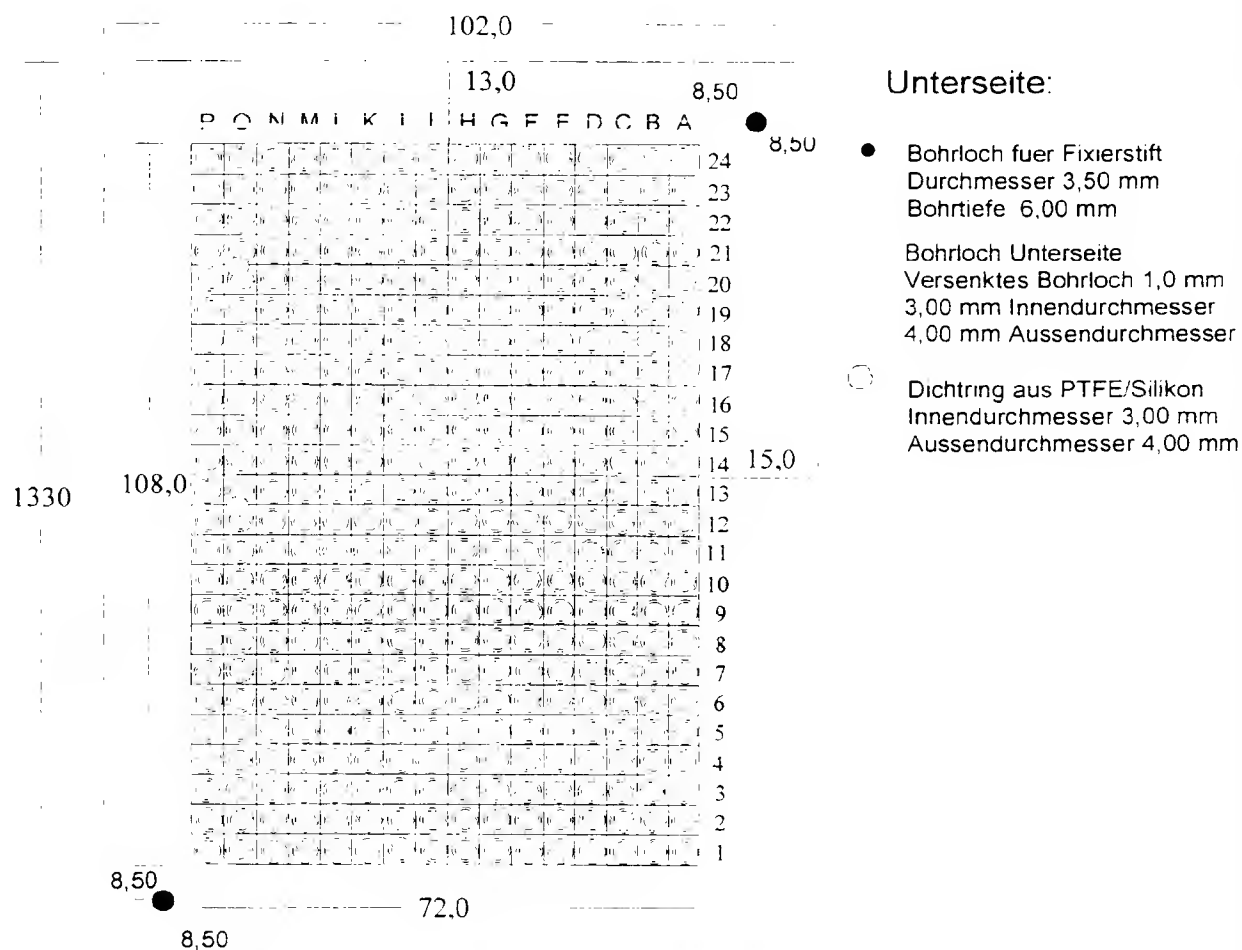 102,0
13,0
8,50
Unterseite:
P O N M L K J I H G F E D C B A
8,50
Bohrloch fuer Fixierstift
Durchmesser 3,50 mm
Bohrtiefe 6,00 mm
Bohrloch Unterseite
Versenktes Bohrloch 1,0 mm
3,00 mm Innendurchmesser
4,00 mm Aussendurchmesser
Dichtring aus PTFE/Silikon
Innendurchmesser 3,00 mm
Aussendurchmesser 4,00 mm
24
23
22
21
20
19
18
17
16
15
14
15,0
1330
108,0
13
12
11
10
9
8
7
6
5
4
3
2
1
8,50
72,0
8,50